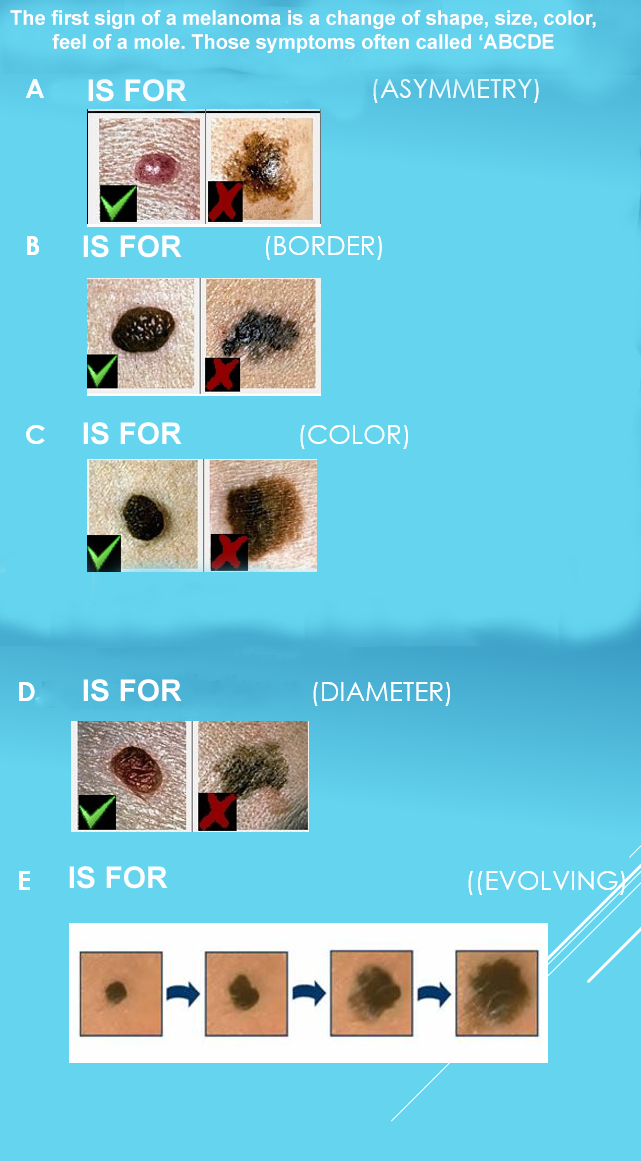 The first sign of a melanoma is a change of shape, size, color,
feel of a mole. Those symptoms often called ‘ABCDE
A IS FOR (ASYMMETRY)
B IS FOR (BORDER)
C IS FOR (COLOR)
D IS FOR (DIAMETER)
E IS FOR ((EVOLVING)